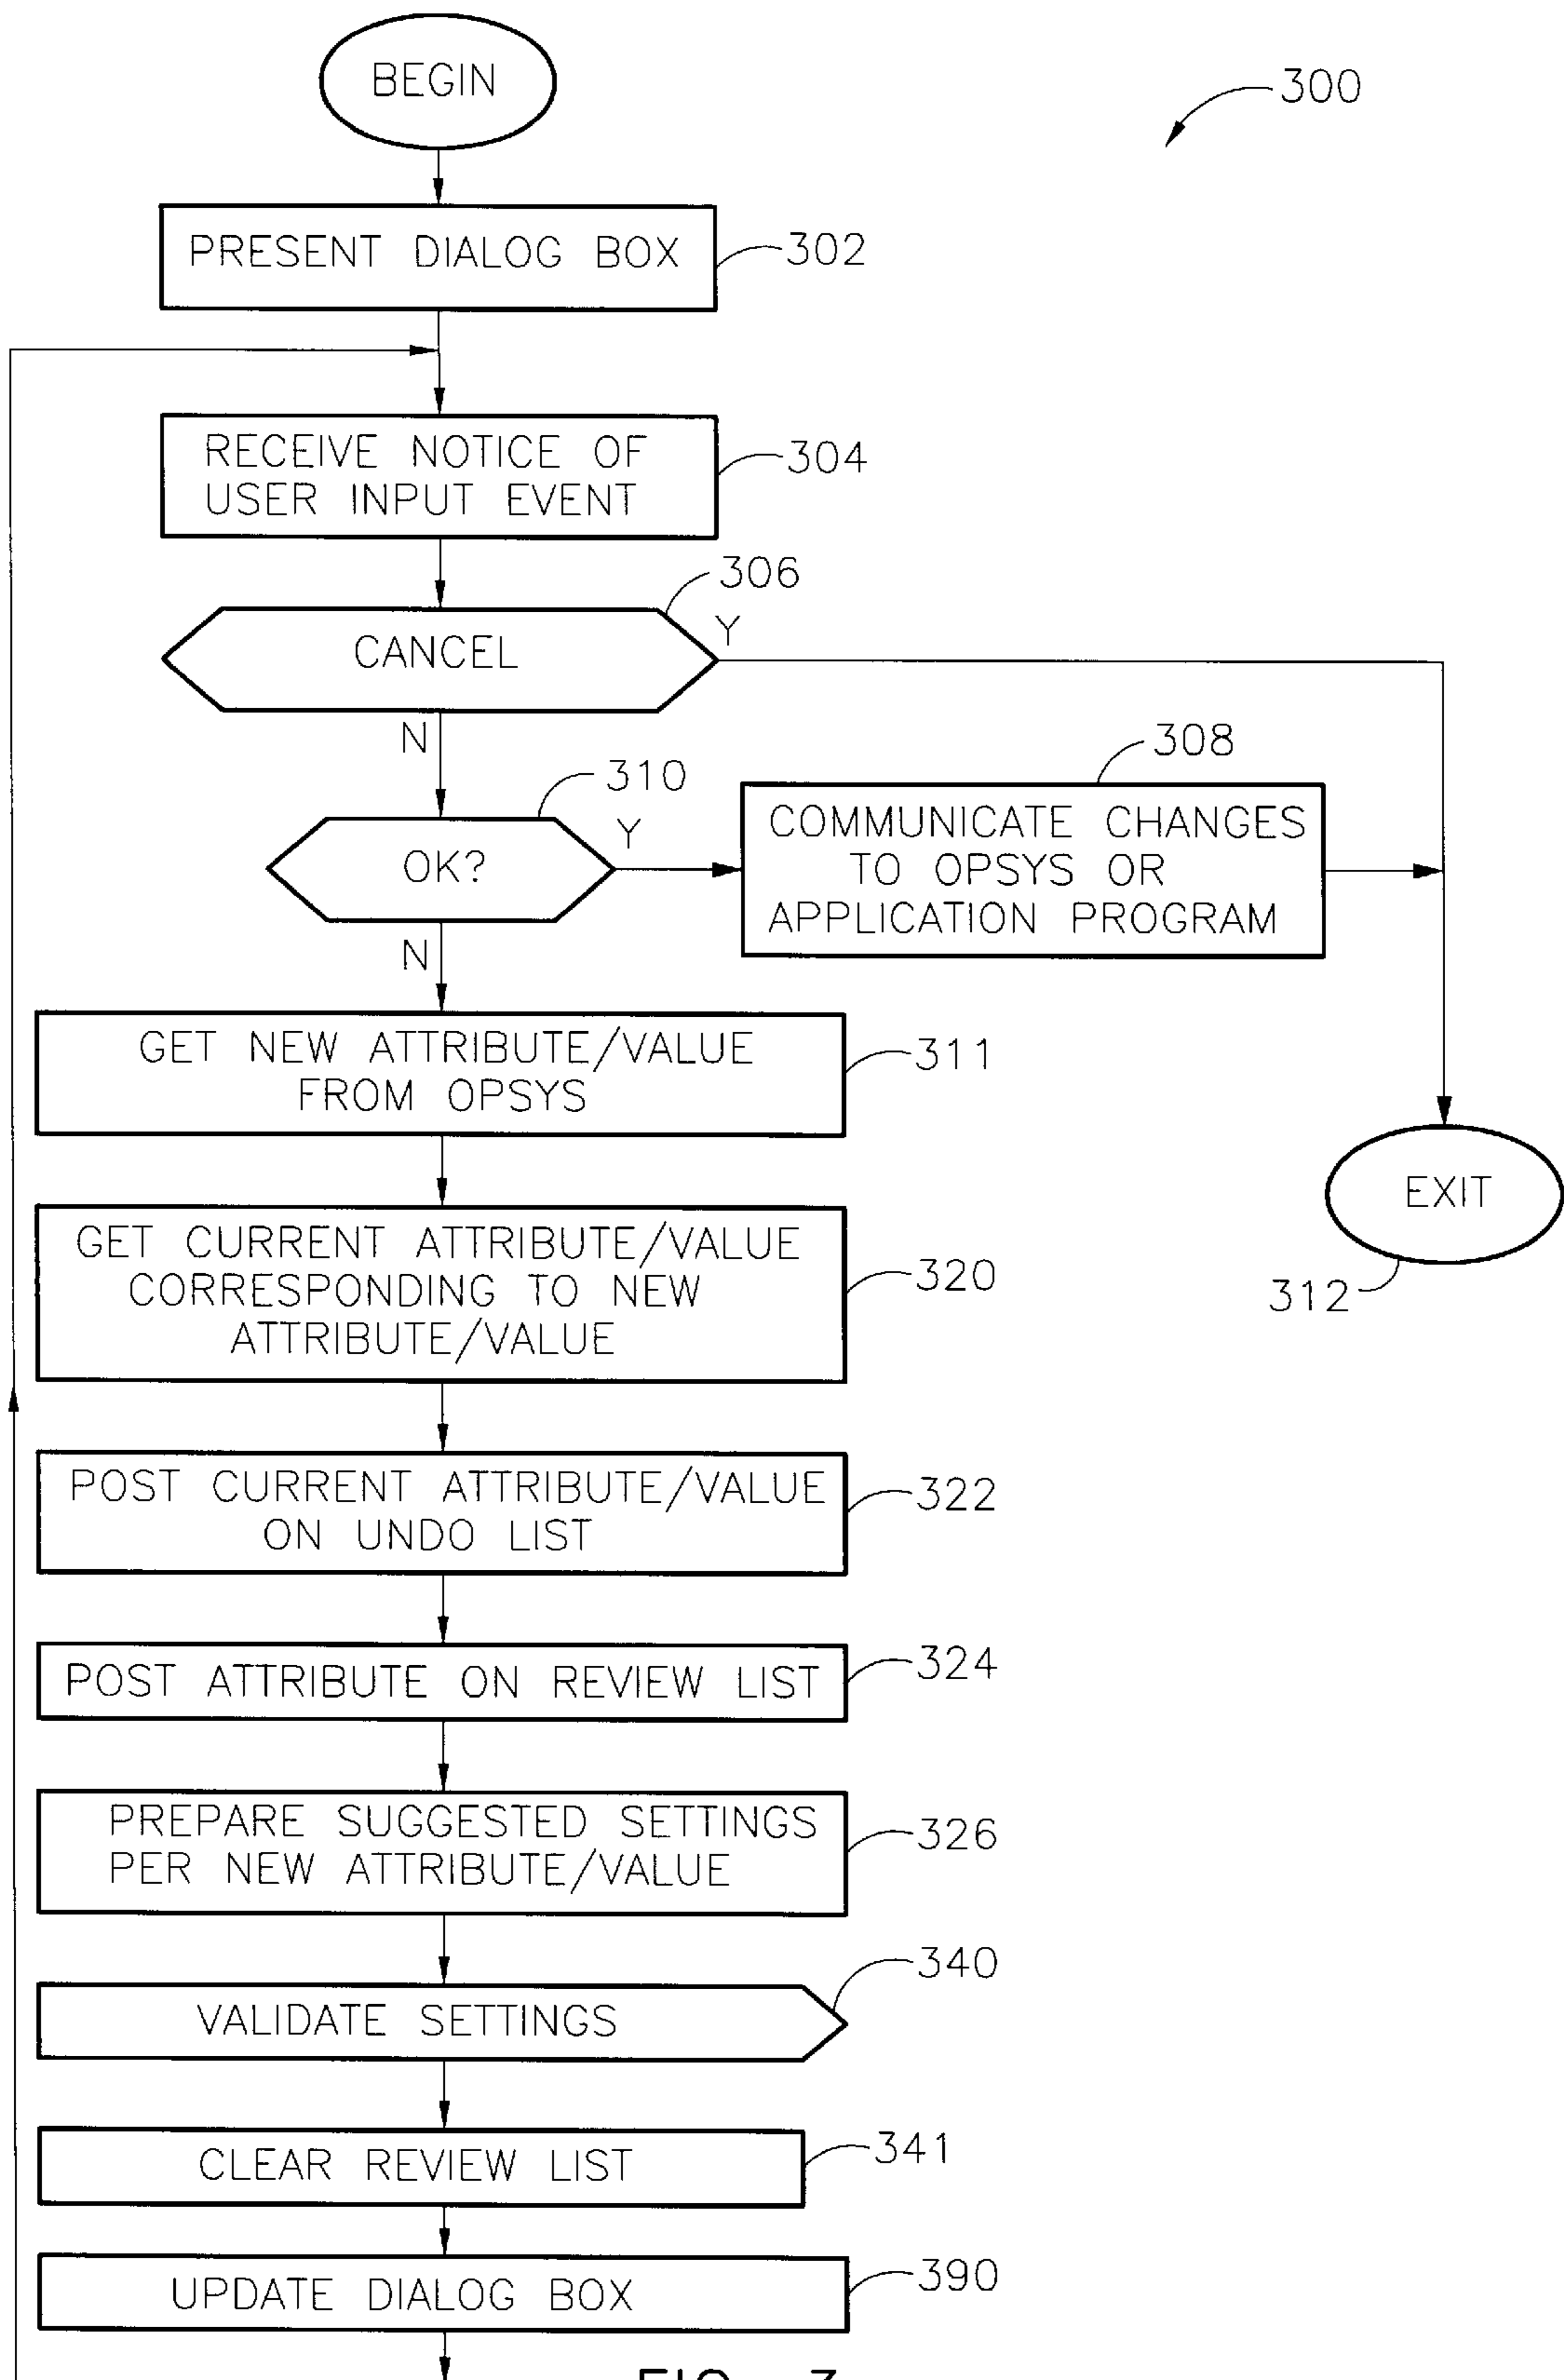 BEGIN
300
PRESENT DIALOG BOX
302
RECEIVE NOTICE OF
USER INPUT EVENT
304
306
CANCEL
Y
N
308
310
OK?
Y
COMMUNICATE CHANGES
TO OPSYS OR
APPLICATION PROGRAM
N
GET NEW ATTRIBUTE/VALUE
FROM OPSYS
311
EXIT
312
GET CURRENT ATTRIBUTE/VALUE
CORRESPONDING TO NEW
ATTRIBUTE/VALUE
320
POST CURRENT ATTRIBUTE/VALUE
ON UNDO LIST
322
POST ATTRIBUTE ON REVIEW LIST
324
PREPARE SUGGESTED SETTINGS
PER NEW ATTRIBUTE/VALUE
326
340
VALIDATE SETTINGS
CLEAR REVIEW LIST
341
UPDATE DIALOG BOX
390
FIG. 3